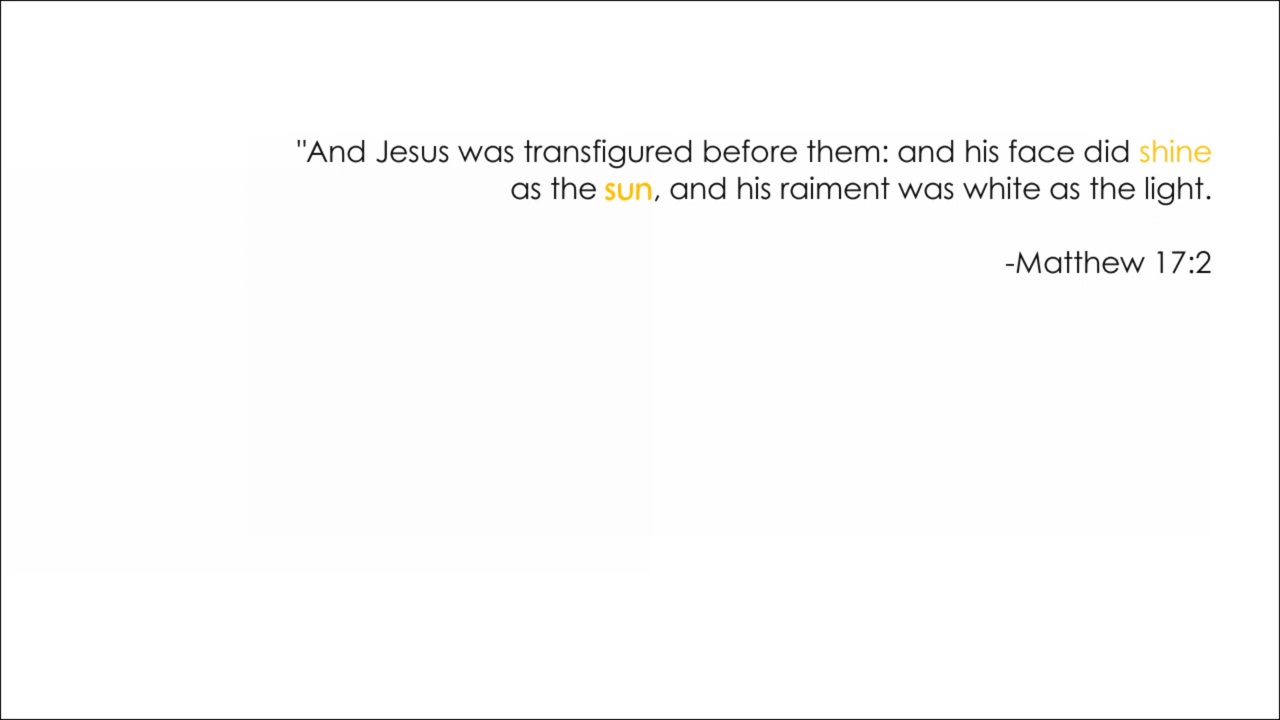 "And Jesus was transfigured before them: and his face did shine
as the sun, and his raiment was white as the light.
-Matthew 17:2